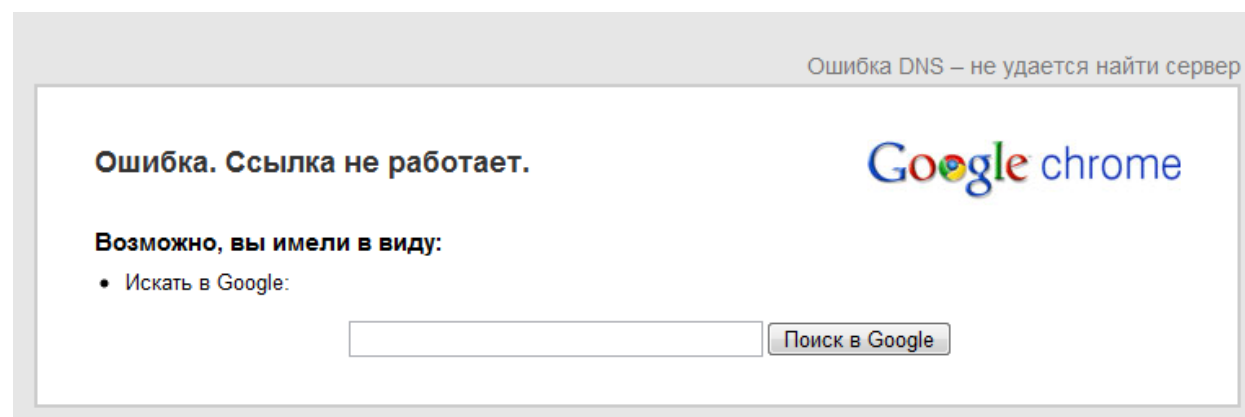 Ошибка DNS – не удается найти сервер
Ошибка. Ссылка не работает.
Google chrome
Возможно, вы имели в виду:
• Искать в Google:
Поиск в Google